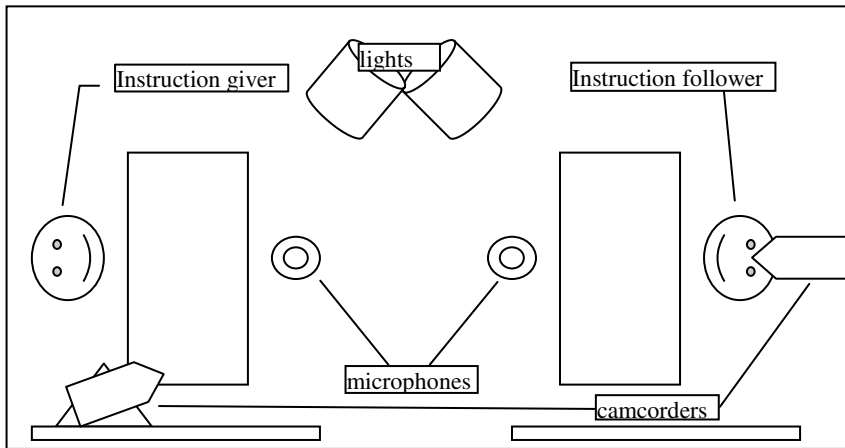 lights
Instruction giver
Instruction follower
microphones
camcorders